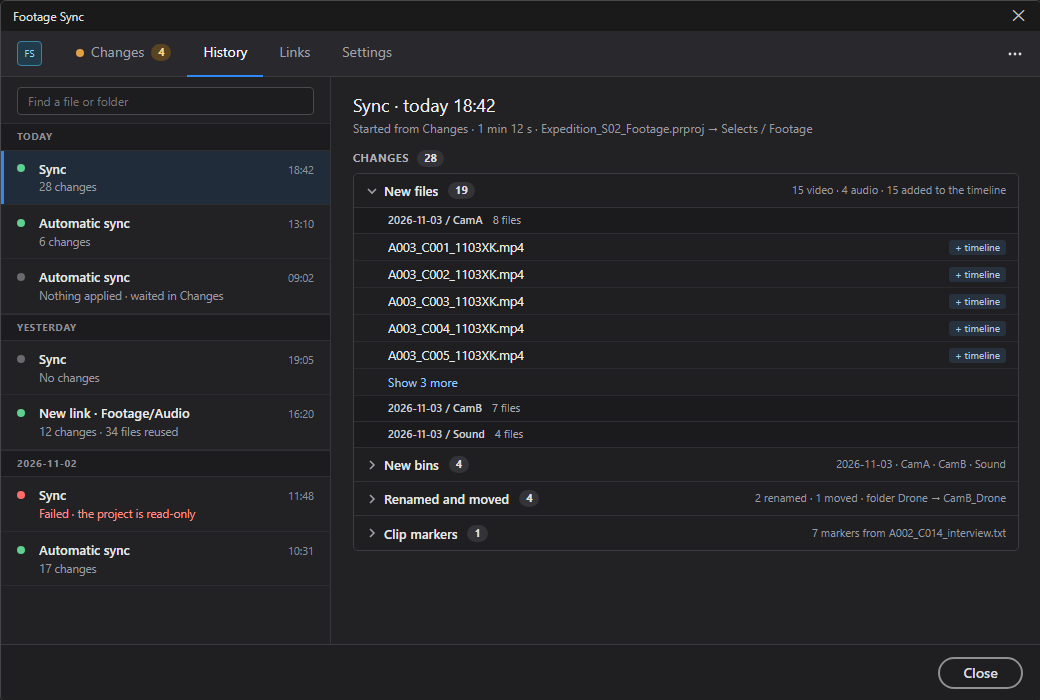 Footage Sync
FS
Changes 4
History
Links
Settings
Find a file or folder
TODAY
Sync 18:42
28 changes
Automatic sync 13:10
6 changes
Automatic sync 09:02
Nothing applied · waited in Changes
YESTERDAY
Sync 19:05
No changes
New link · Footage/Audio 16:20
12 changes · 34 files reused
2026-11-02
Sync 11:48
Failed · the project is read-only
Automatic sync 10:31
17 changes
Sync · today 18:42
Started from Changes · 1 min 12 s · Expedition_S02_Footage.prproj → Selects / Footage
CHANGES 28
New files 19 15 video · 4 audio · 15 added to the timeline
2026-11-03 / CamA 8 files
A003_C001_1103XK.mp4 + timeline
A003_C002_1103XK.mp4 + timeline
A003_C003_1103XK.mp4 + timeline
A003_C004_1103XK.mp4 + timeline
A003_C005_1103XK.mp4 + timeline
Show 3 more
2026-11-03 / CamB 7 files
2026-11-03 / Sound 4 files
New bins 4 2026-11-03 · CamA · CamB · Sound
Renamed and moved 4 2 renamed · 1 moved · folder Drone → CamB_Drone
Clip markers 1 7 markers from A002_C014_interview.txt
Close